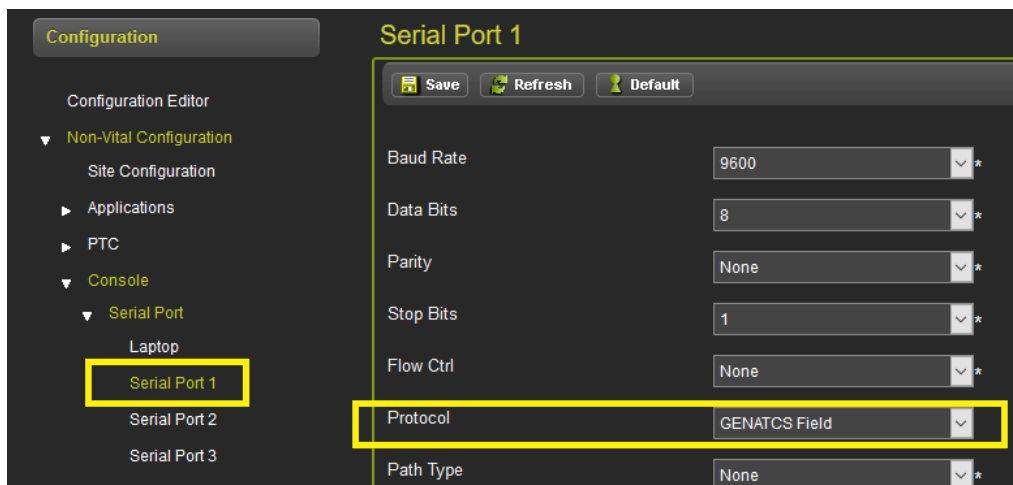 Configuration
Configuration Editor
Non-Vital Configuration
Site Configuration
Applications
PTC
Console
Serial Port
Laptop
Serial Port 1
Serial Port 2
Serial Port 3
Serial Port 1
Save Refresh Default
Baud Rate 9600 *
Data Bits 8 *
Parity None *
Stop Bits 1 *
Flow Ctrl None *
Protocol GENATCS Field
Path Type None *